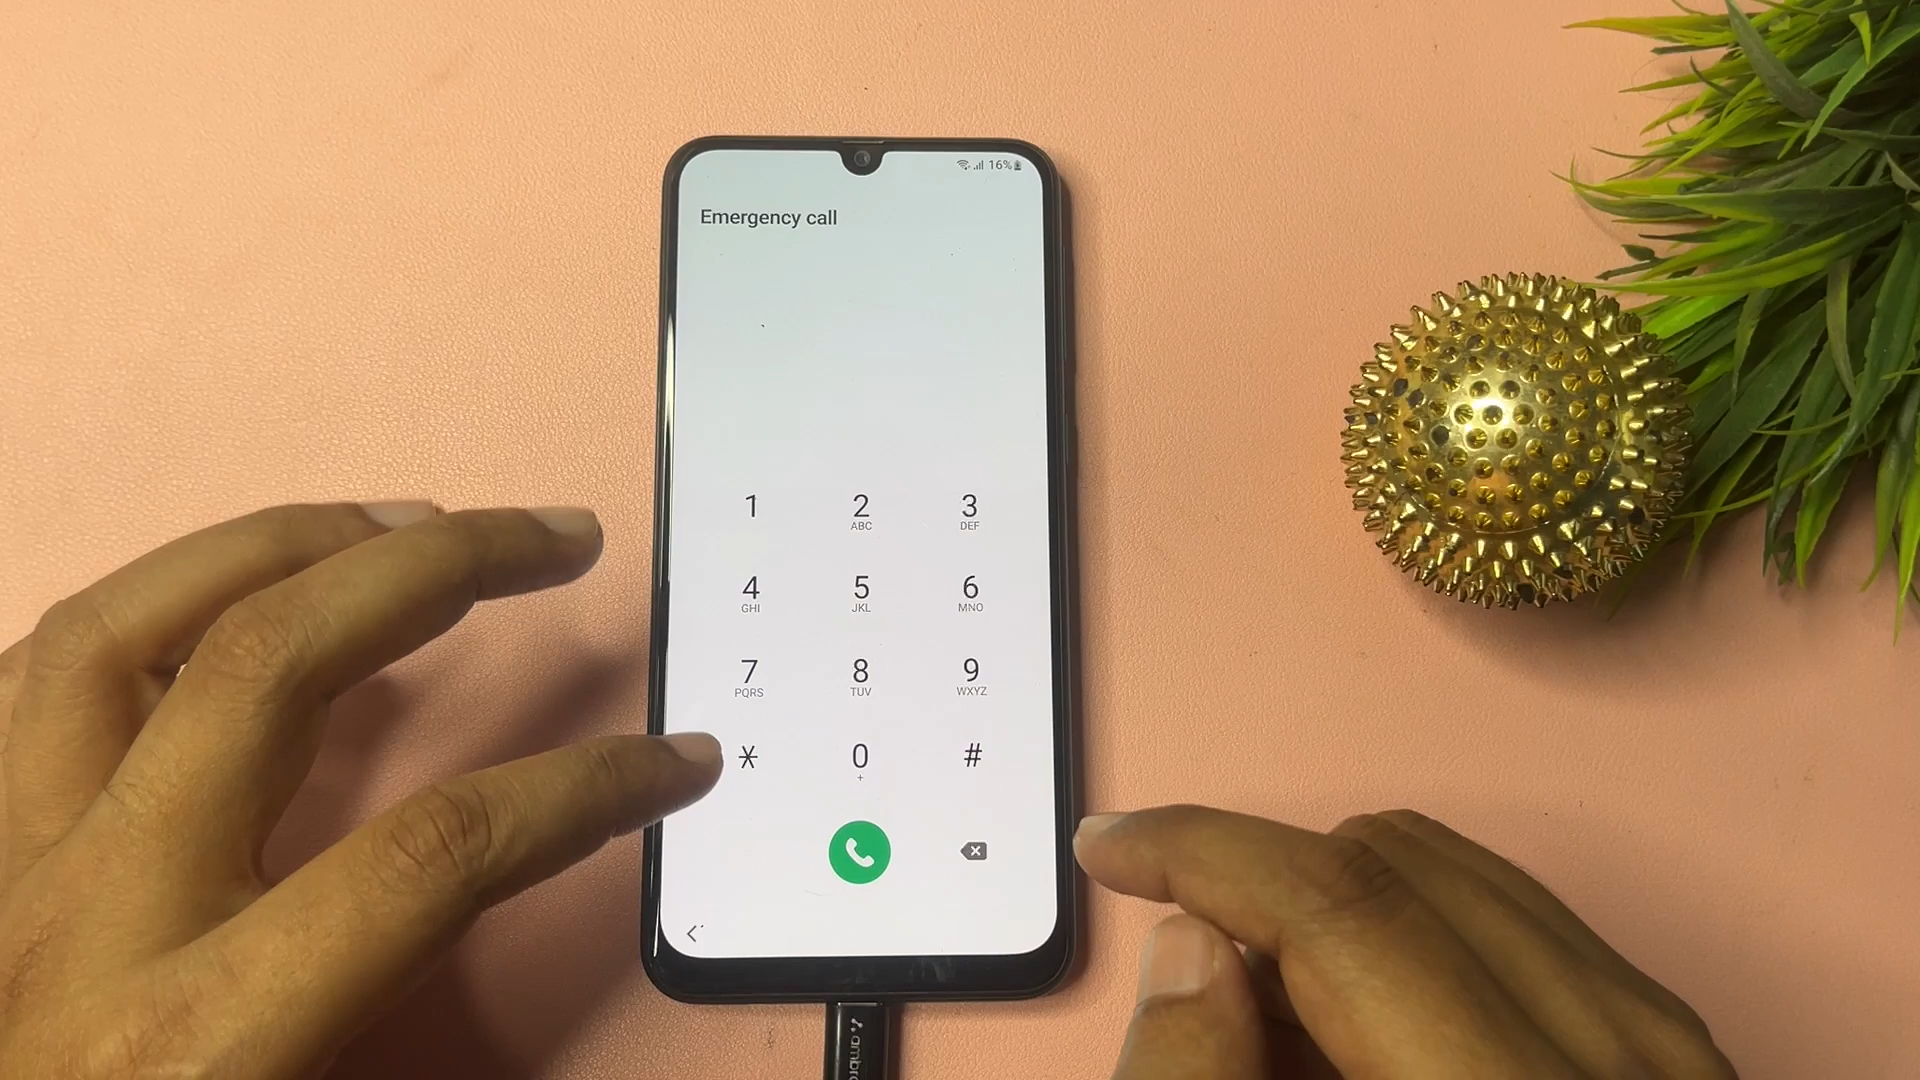 16%
Emergency call
1 2 3
ABC DEF
4 5 6
GHI JKL MNO
7 8 9
PQRS TUV WXYZ
* 0 #
+